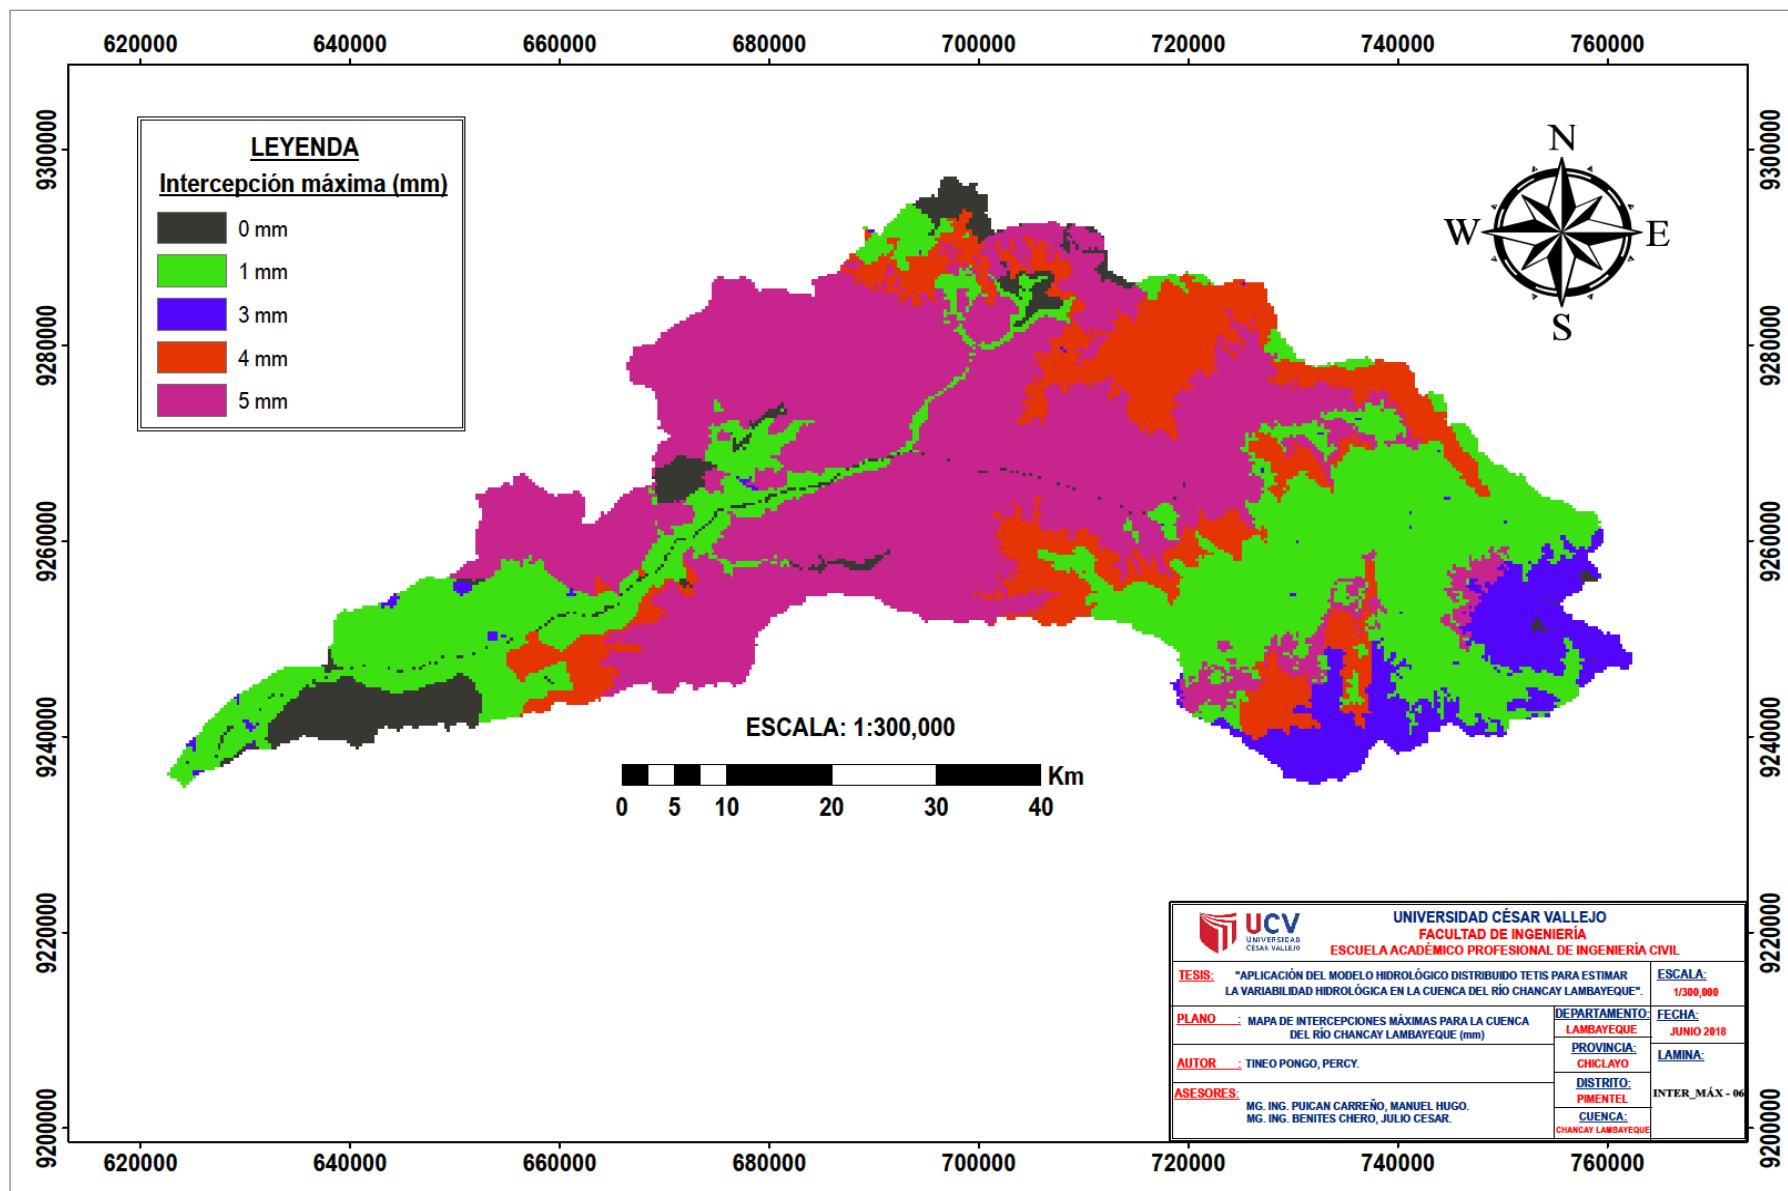 620000 640000 660000 680000 700000 720000 740000 760000
9300000 9280000 9260000 9240000 9220000 9200000
LEYENDA
Intercepción máxima (mm)
0 mm
1 mm
3 mm
4 mm
5 mm
N
W E
S
9300000 9280000 9260000 9240000 9220000 9200000
ESCALA: 1:300,000
Km
0 5 10 20 30 40
UCV
UNIVERSIDAD
CÉSAR VALLEJO
UNIVERSIDAD CÉSAR VALLEJO
FACULTAD DE INGENIERÍA
ESCUELA ACADÉMICO PROFESIONAL DE INGENIERÍA CIVIL
TESIS: "APLICACIÓN DEL MODELO HIDROLÓGICO DISTRIBUIDO TETIS PARA ESTIMAR
LA VARIABILIDAD HIDROLÓGICA EN LA CUENCA DEL RÍO CHANCAY LAMBAYEQUE".
ESCALA:
1/300,000
PLANO : MAPA DE INTERCEPCIONES MÁXIMAS PARA LA CUENCA
DEL RÍO CHANCAY LAMBAYEQUE (mm)
DEPARTAMENTO:
LAMBAYEQUE
FECHA:
JUNIO 2018
AUTOR : TINEO PONGO, PERCY.
PROVINCIA:
CHICLAYO
LAMINA:
INTER_MÁX - 06
ASESORES:
MG. ING. PUICAN CARREÑO, MANUEL HUGO.
MG. ING. BENITES CHERO, JULIO CESAR.
DISTRITO:
PIMENTEL
CUENCA:
CHANCAY LAMBAYEQUE
620000 640000 660000 680000 700000 720000 740000 760000